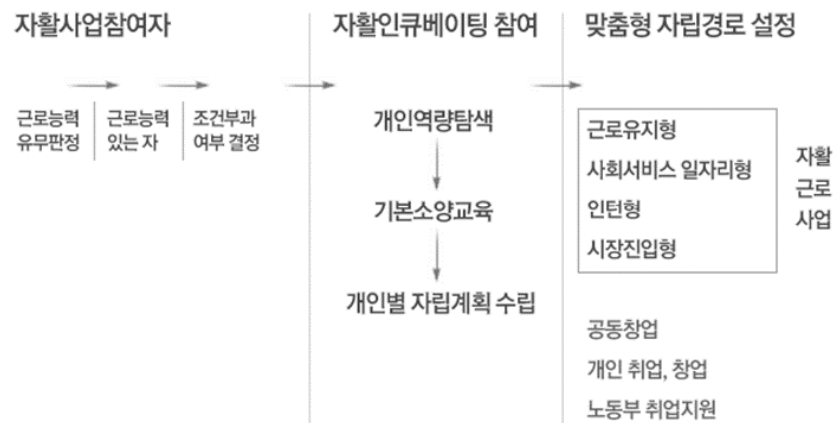 자활사업참여자
근로능력
유무판정
근로능력
있는 자
조건부과
여부 결정
자활인큐베이팅 참여
개인역량탐색
기본소양교육
개인별 자립계획 수립
맞춤형 자립경로 설정
근로유지형
사회서비스 일자리형
인턴형
시장진입형
자활
근로
사업
공동창업
개인 취업, 창업
노동부 취업지원